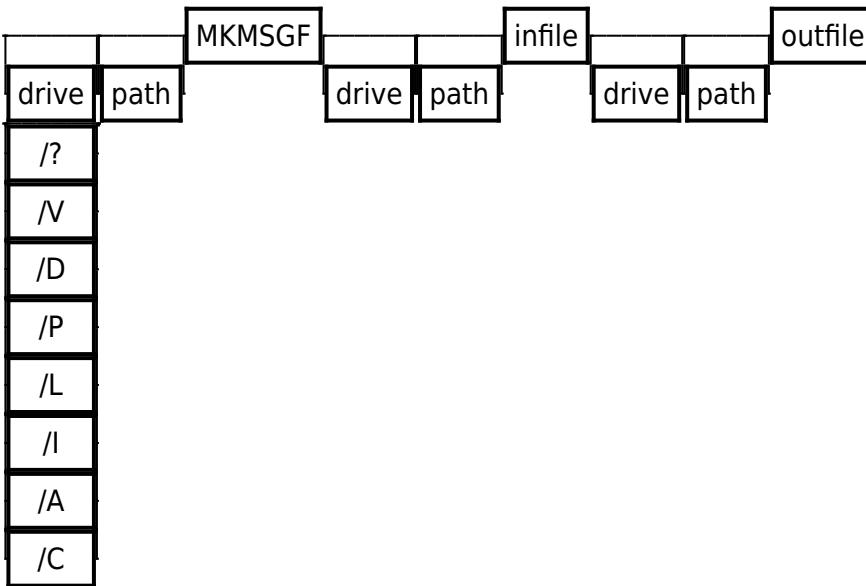 MKMSGF infile outfile
drive path drive path drive path
/?
/V
/D
/P
/L
/I
/A
/C